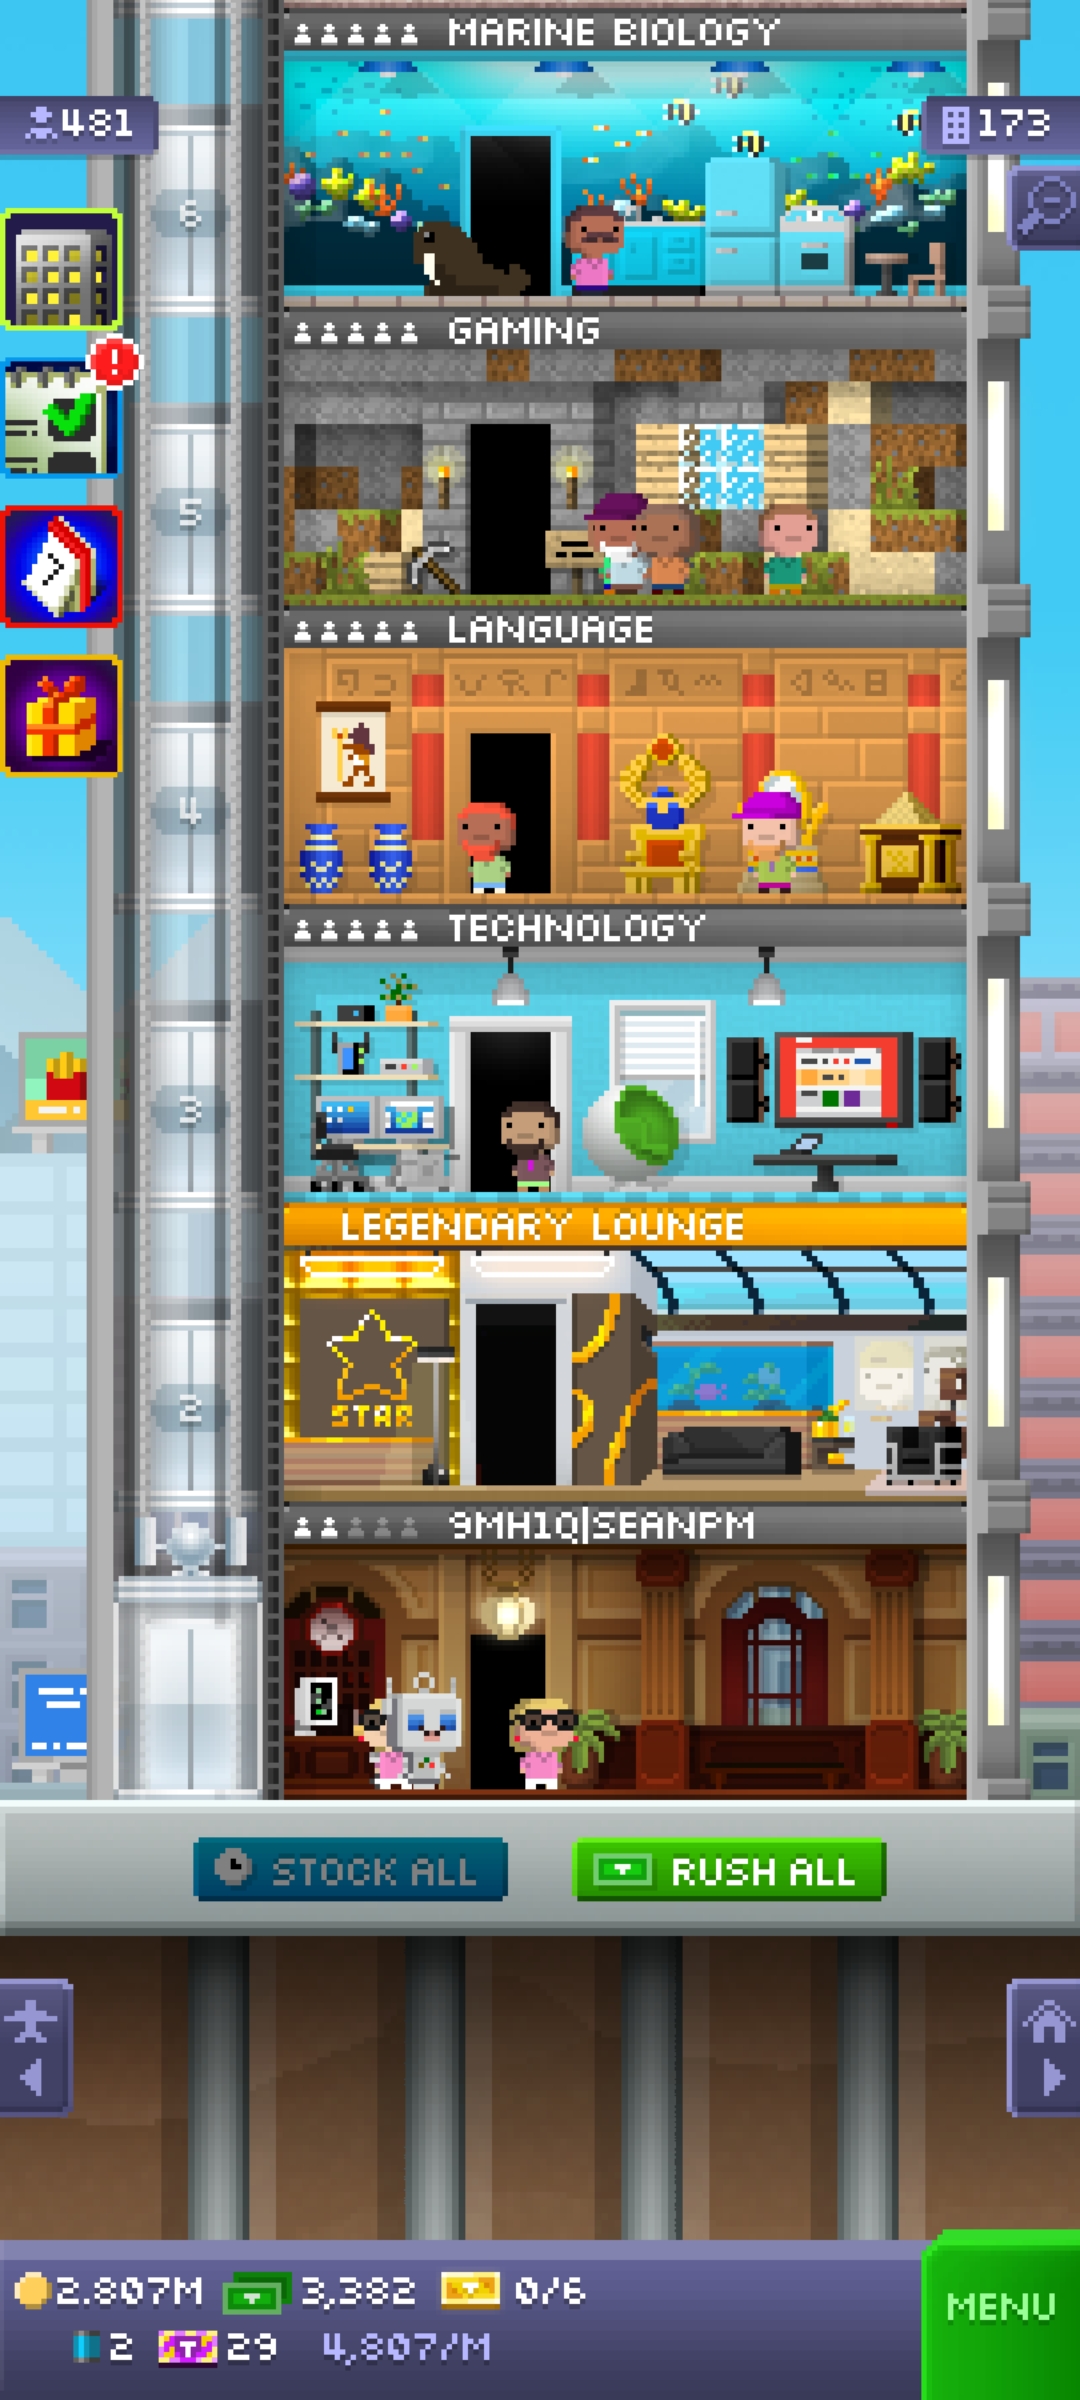 MARINE BIOLOGY
481
173
6
GAMING
5
LANGUAGE
4
TECHNOLOGY
3
LEGENDARY LOUNGE
STAR
2
9MH1Q|SEANPM
STOCK ALL
RUSH ALL
2.807M 3,382 0/6
MENU
2 29 4,807/M